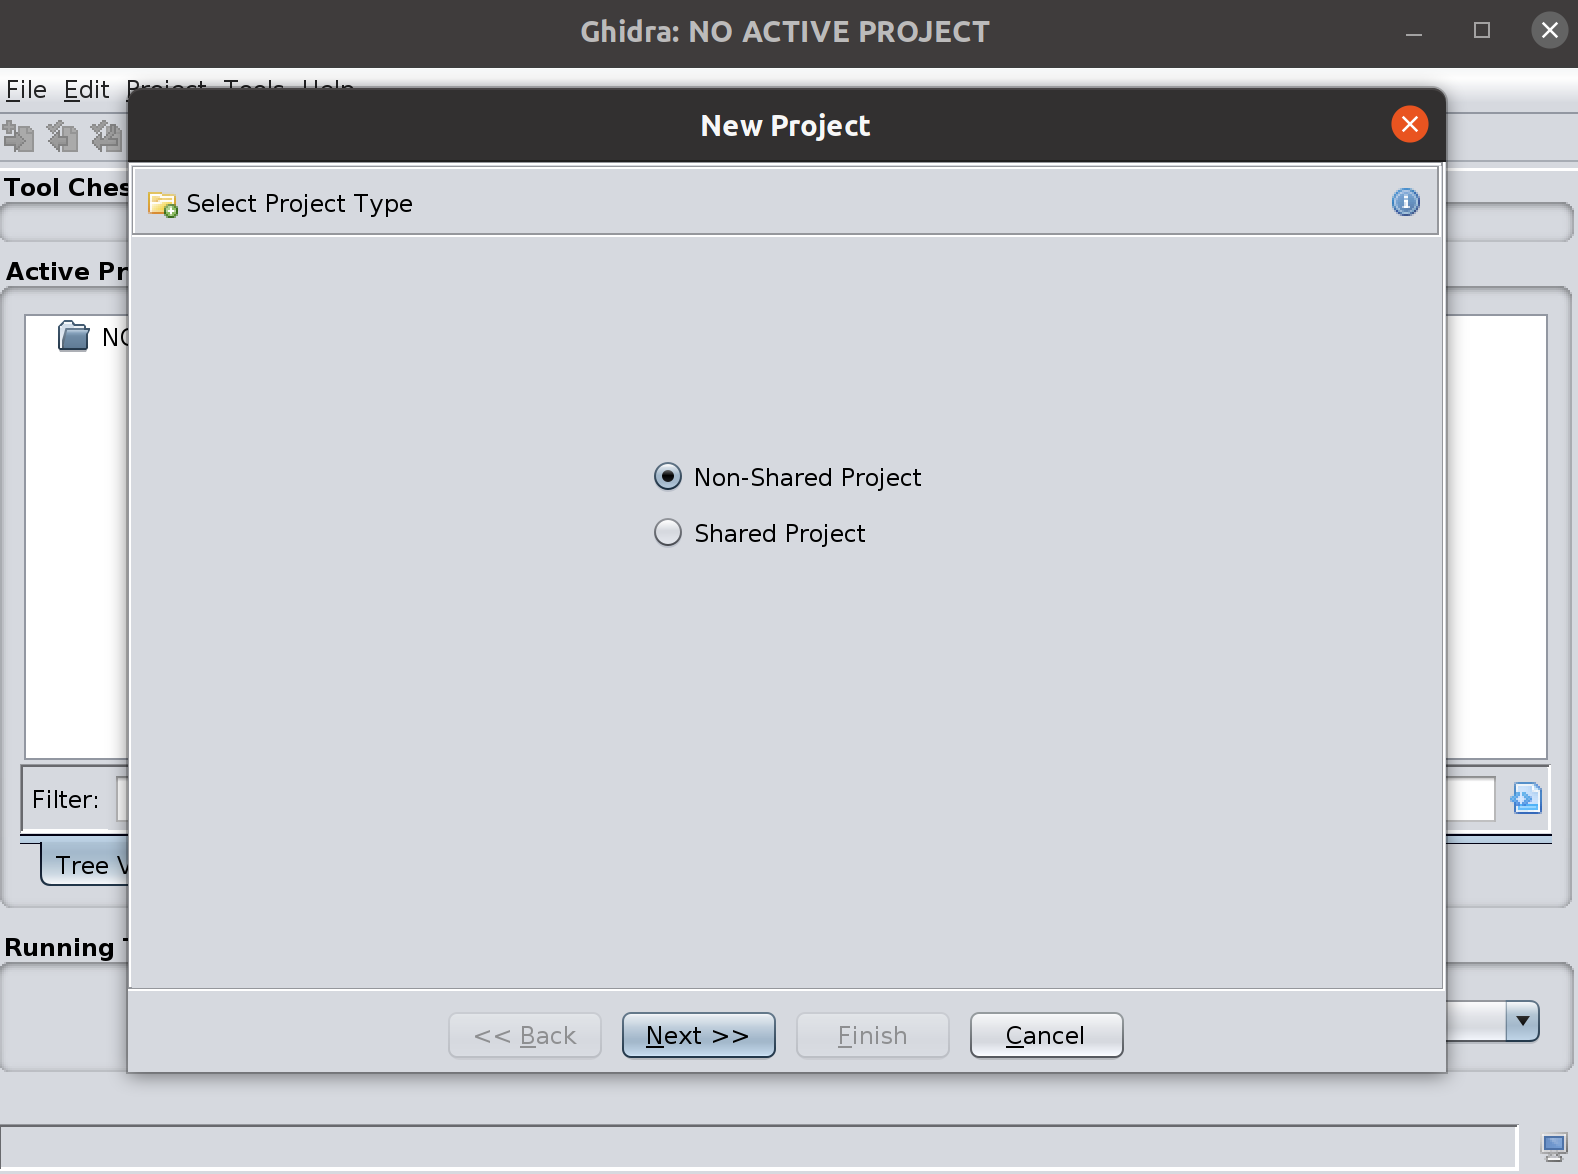 Ghidra: NO ACTIVE PROJECT
File Edit Project Tools Help
New Project
Tool Ches
Select Project Type
Active Pr
NO
Non-Shared Project
Shared Project
Filter:
Tree V
Running T
<< Back Next >> Finish Cancel